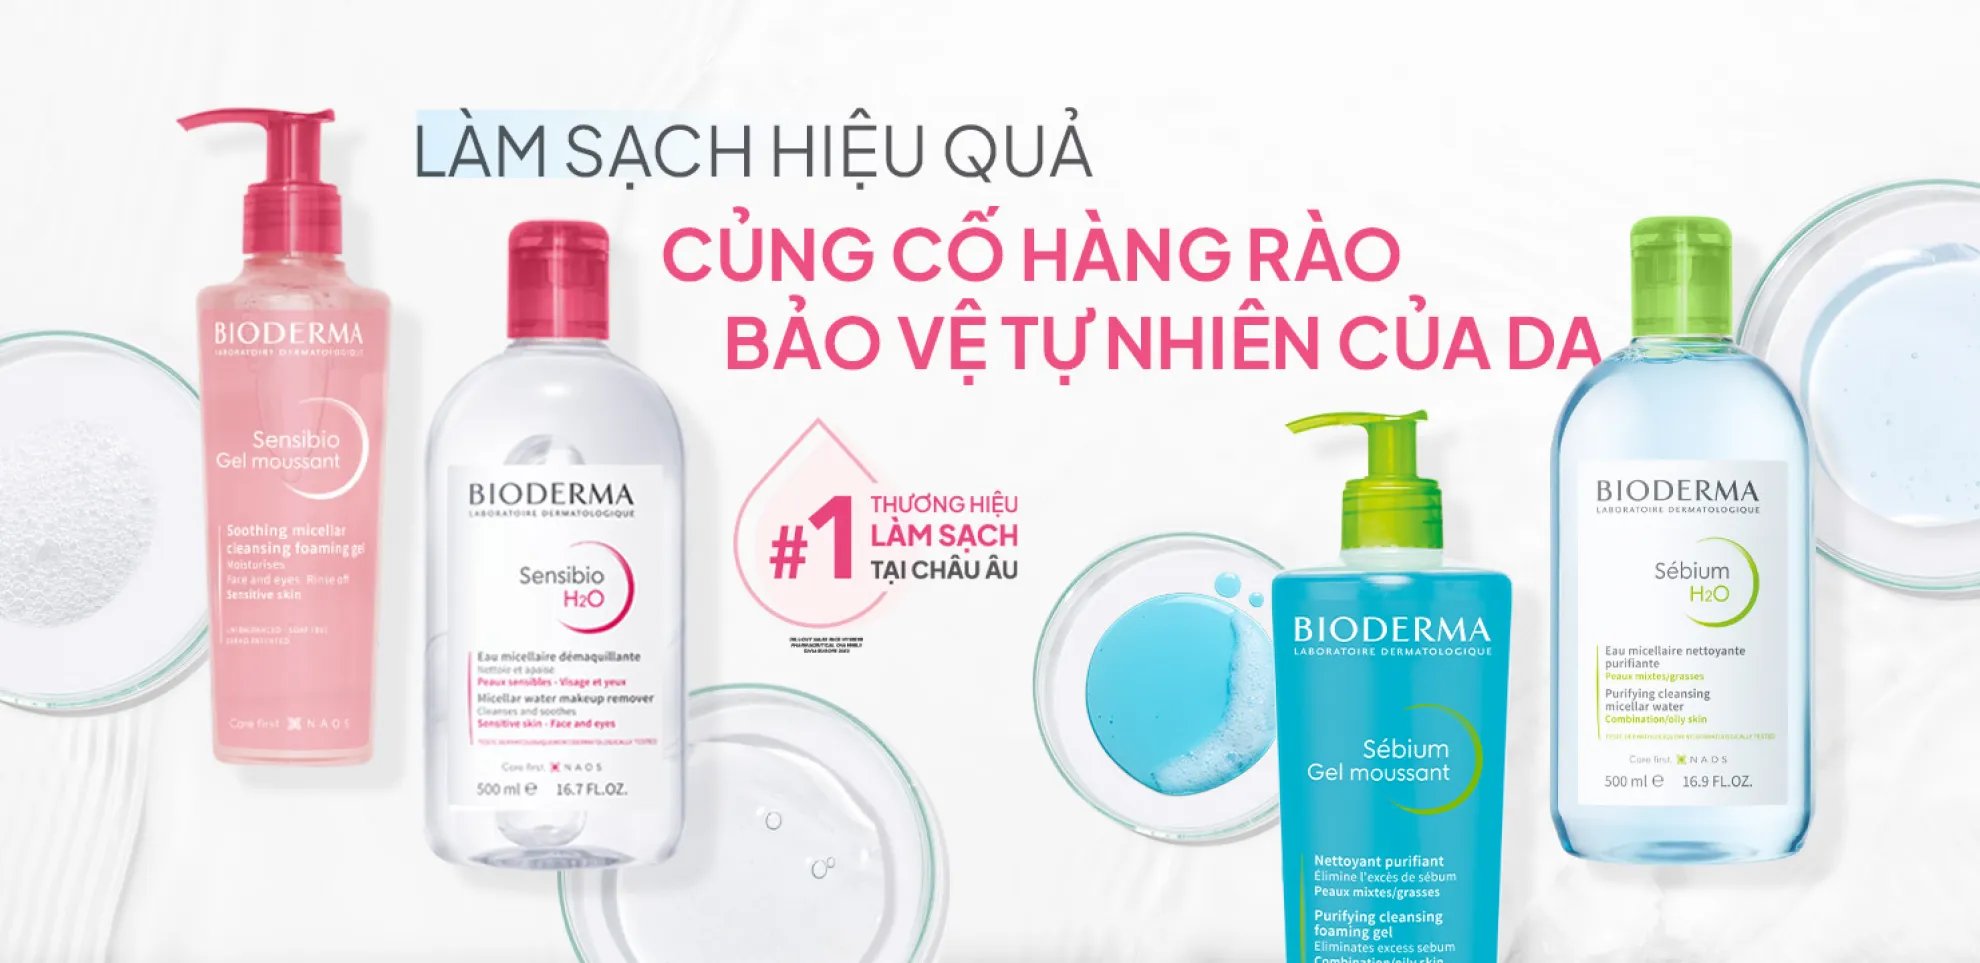 LÀM SẠCH HIỆU QUẢ
CỦNG CỐ HÀNG RÀO
BẢO VỆ TỰ NHIÊN CỦA DA
#1
THƯƠNG HIỆU
LÀM SẠCH
TẠI CHÂU ÂU
BIODERMA
LABORATOIRE DERMATOLOGIQUE
Sensibio
Gel moussant
Soothing micellar
cleansing foaming gel
Moisturises
Face and eyes Rinse off
Sensitive skin
Care first NAOS
BIODERMA
LABORATOIRE DERMATOLOGIQUE
Sensibio
H2O
Eau micellaire démaquillante
Nettoie et apaise
Peaux sensibles - Visage et yeux
Micellar water makeup remover
Cleanses and soothes
Sensitive skin - Face and eyes
Care first NAOS
500 ml ℮ 16.7 FL.OZ.
BIODERMA
LABORATOIRE DERMATOLOGIQUE
Sébium
Gel moussant
Nettoyant purifiant
Élimine l'excès de sébum
Peaux mixtes/grasses
Purifying cleansing
foaming gel
Eliminates excess sebum
Combination/oily skin
BIODERMA
LABORATOIRE DERMATOLOGIQUE
Sébium
H2O
Eau micellaire nettoyante
purifiante
Peaux mixtes/grasses
Purifying cleansing
micellar water
Combination/oily skin
Care first NAOS
500 ml ℮ 16.9 FL.OZ.